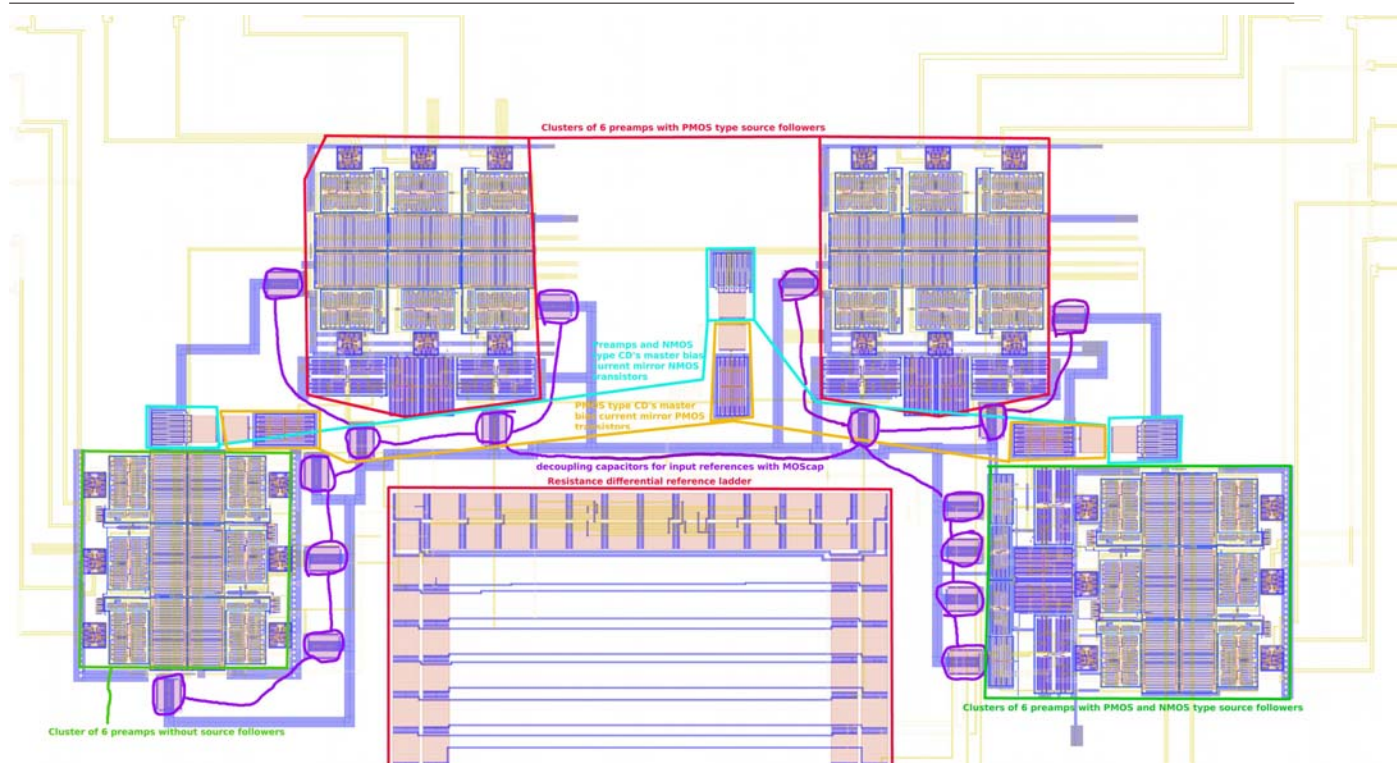 Clusters of 6 preamps with PMOS type source followers
Preamps and NMOS
type CD's master bias
current mirror NMOS
transistors
PMOS type CD's master
bias current mirror PMOS
transistors
decoupling capacitors for input references with MOScap
Resistance differential reference ladder
Clusters of 6 preamps with PMOS and NMOS type source followers
Cluster of 6 preamps without source followers